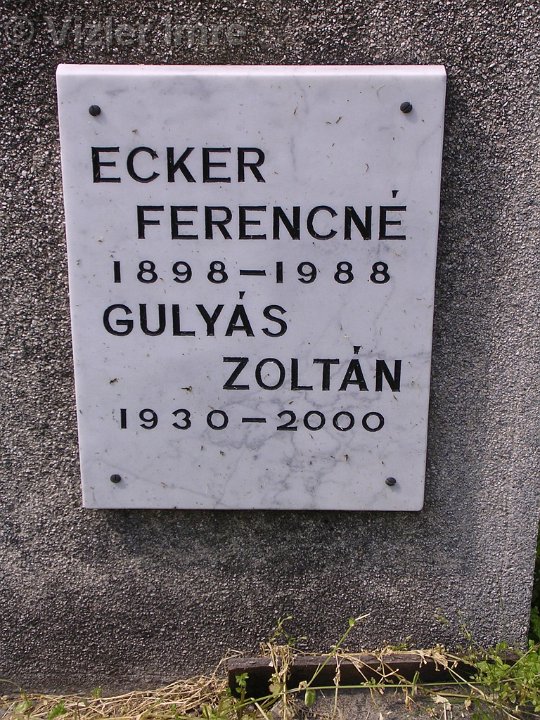 © Vizler Imre
ECKER
FERENCNÉ
1898–1988
GULYÁS
ZOLTÁN
1930–2000